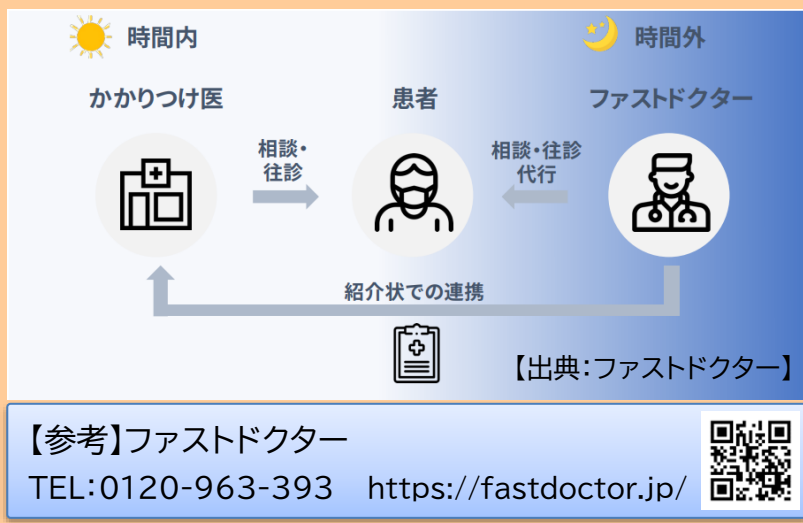 時間内
時間外
かかりつけ医
患者
ファストドクター
相談・
往診
相談・往診
代行
紹介状での連携
【出典：ファストドクター】
【参考】ファストドクター
TEL：0120-963-393　https://fastdoctor.jp/